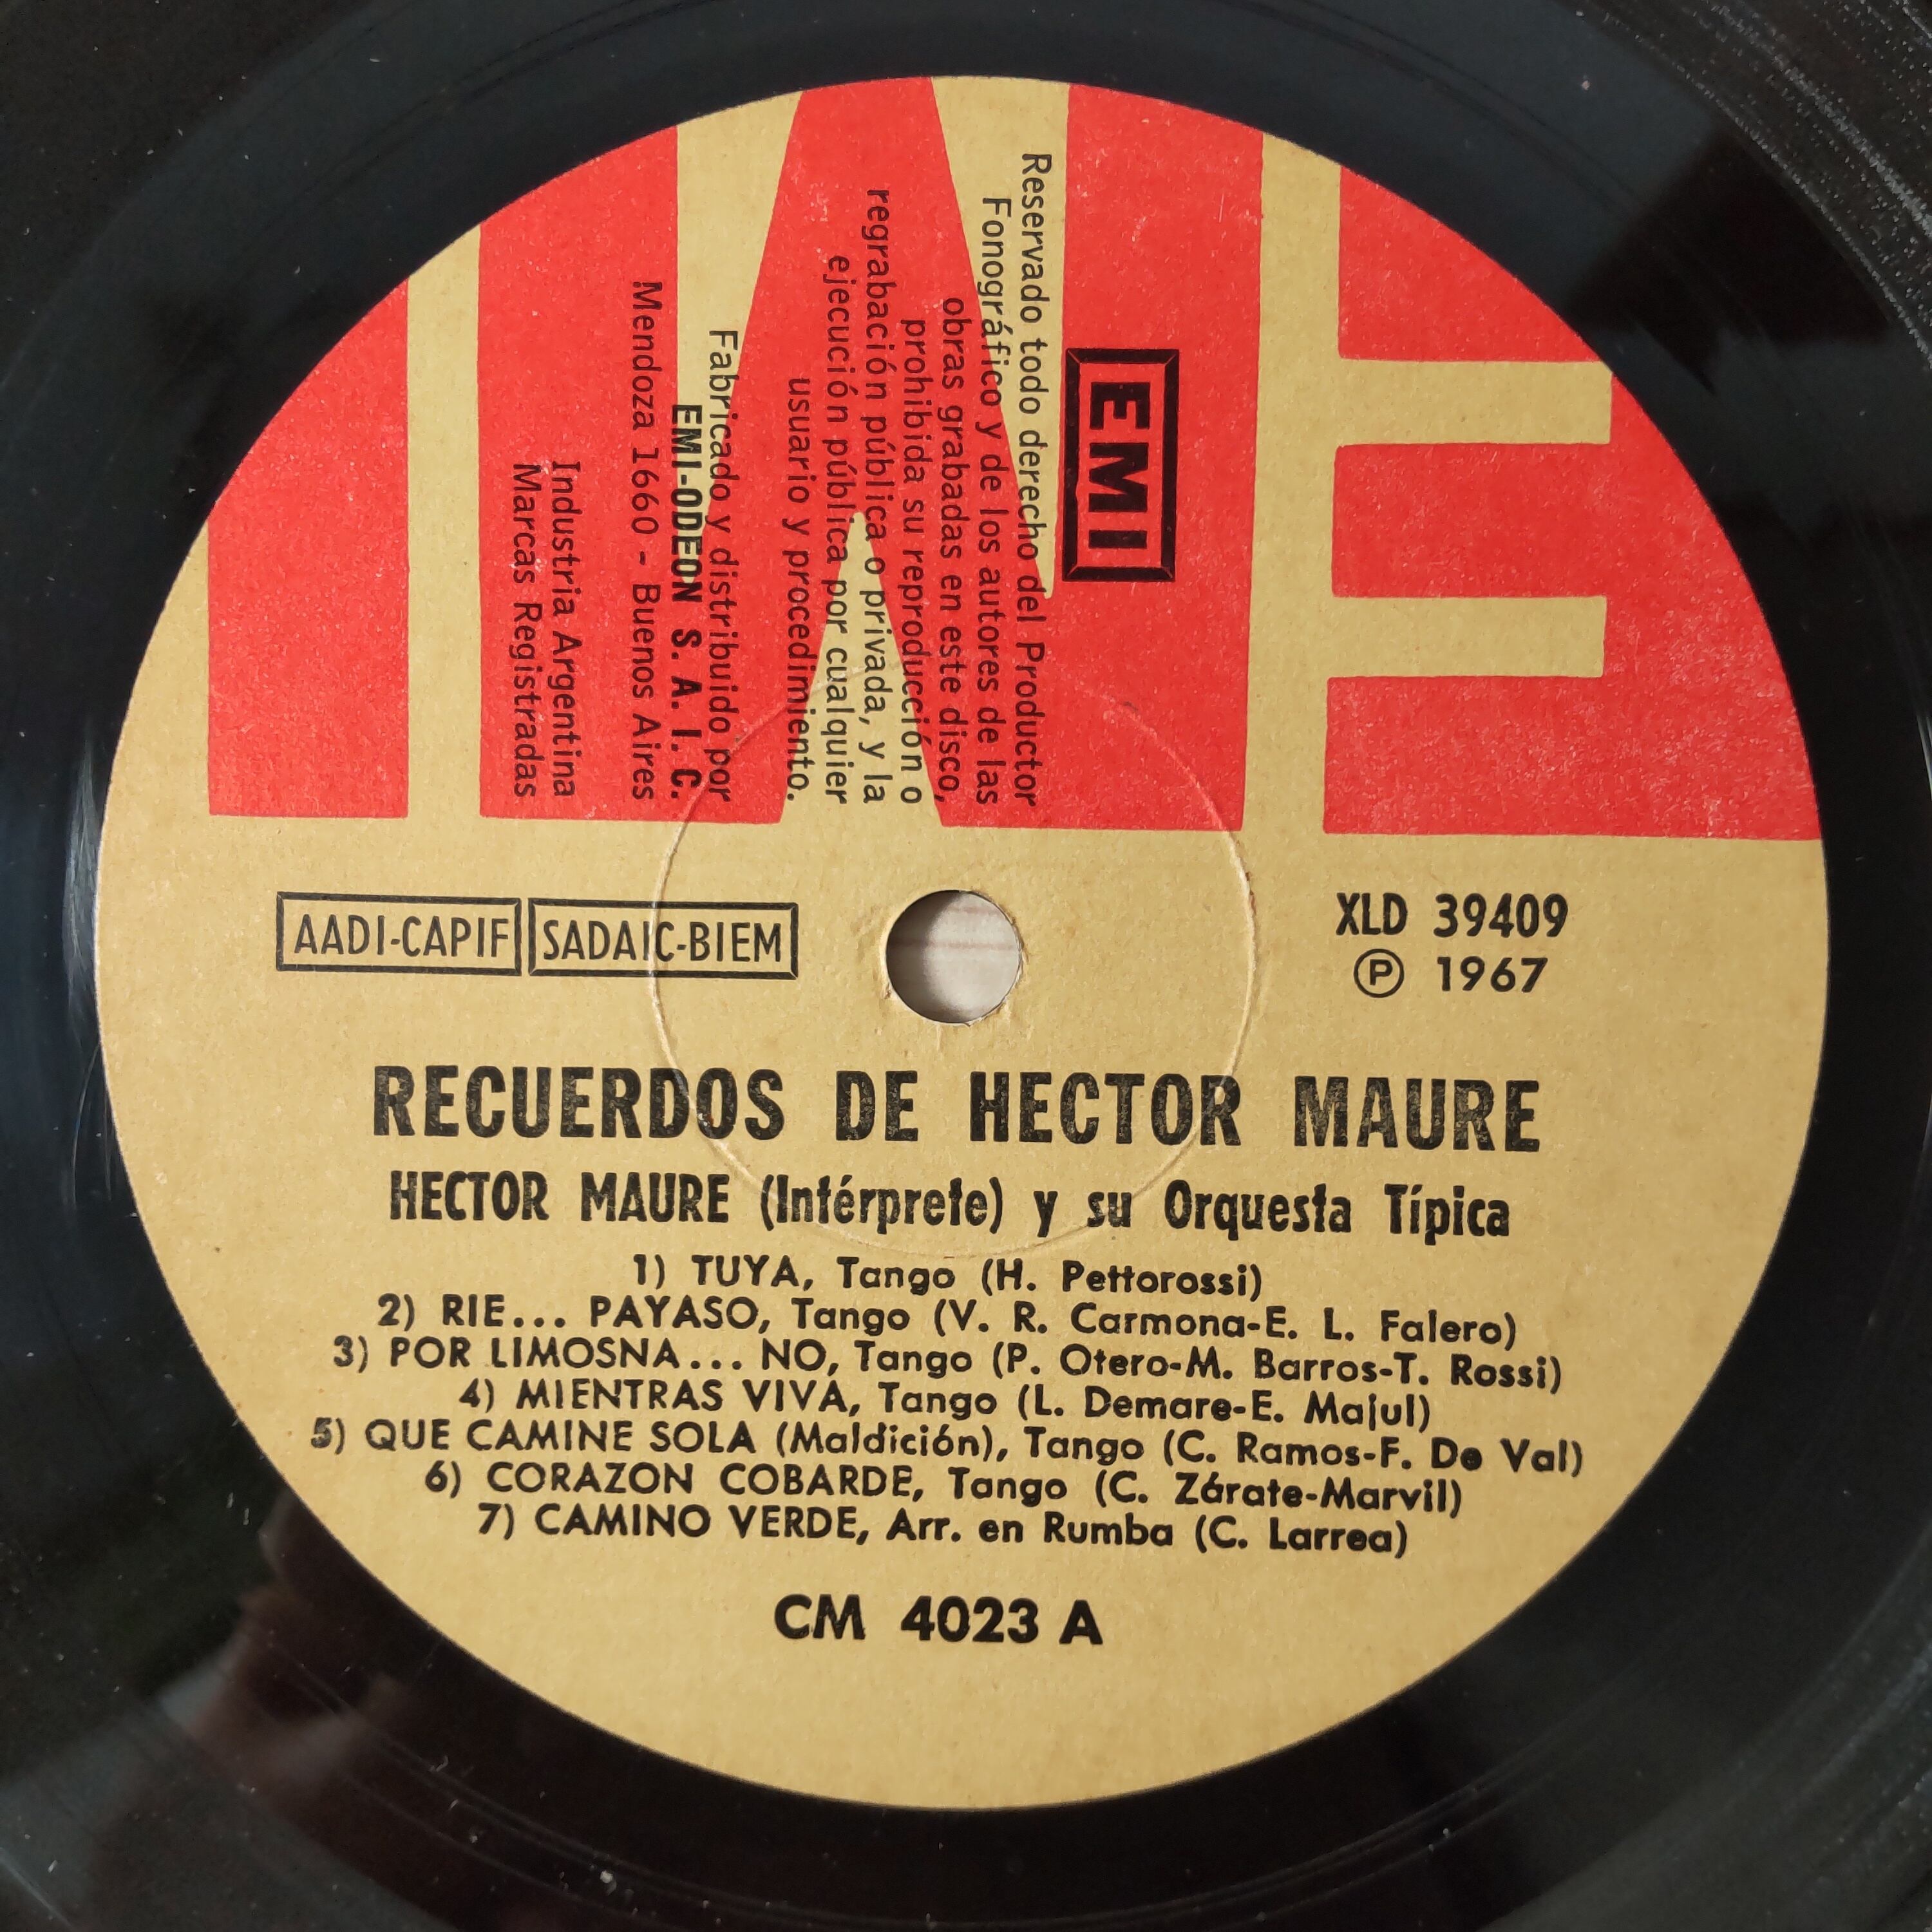 EMI
EMI
Reservado todo derecho del Productor
Fonográfico y de los autores de las
obras grabadas en este disco,
prohibida su reproducción o
regrabación pública o privada, y la
ejecución pública por cualquier
usuario y procedimiento.
Fabricado y distribuido por
EMI-ODEON S. A. I. C.
Mendoza 1660 - Buenos Aires
Industria Argentina
Marcas Registradas
AADI-CAPIF SADAIC-BIEM
XLD 39409
Ⓟ 1967
RECUERDOS DE HECTOR MAURE
HECTOR MAURE (Intérprete) y su Orquesta Típica
1) TUYA, Tango (H. Pettorossi)
2) RIE... PAYASO, Tango (V. R. Carmona-E. L. Falero)
3) POR LIMOSNA... NO, Tango (P. Otero-M. Barros-T. Rossi)
4) MIENTRAS VIVA, Tango (L. Demare-E. Majul)
5) QUE CAMINE SOLA (Maldición), Tango (C. Ramos-F. De Val)
6) CORAZON COBARDE, Tango (C. Zárate-Marvil)
7) CAMINO VERDE, Arr. en Rumba (C. Larrea)
CM 4023 A